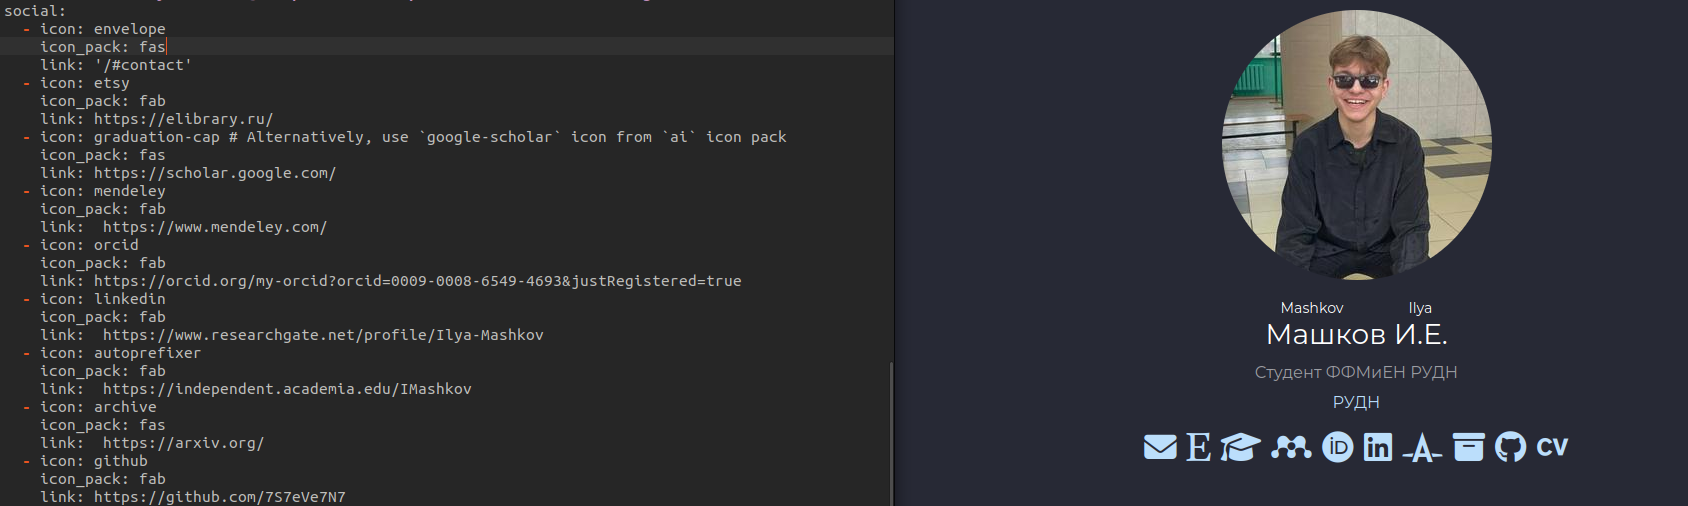 social:
  - icon: envelope
    icon_pack: fas
    link: '/#contact'
  - icon: etsy
    icon_pack: fab
    link: https://elibrary.ru/
  - icon: graduation-cap # Alternatively, use `google-scholar` icon from `ai` icon pack
    icon_pack: fas
    link: https://scholar.google.com/
  - icon: mendeley
    icon_pack: fab
    link:  https://www.mendeley.com/
  - icon: orcid
    icon_pack: fab
    link: https://orcid.org/my-orcid?orcid=0009-0008-6549-4693&justRegistered=true
  - icon: linkedin
    icon_pack: fab
    link:  https://www.researchgate.net/profile/Ilya-Mashkov
  - icon: autoprefixer
    icon_pack: fab
    link:  https://independent.academia.edu/IMashkov
  - icon: archive
    icon_pack: fas
    link:  https://arxiv.org/
  - icon: github
    icon_pack: fab
    link: https://github.com/7S7eVe7N7
Mashkov Ilya
Машков И.Е.
Студент ФФМиЕН РУДН
РУДН
E iD in A CV